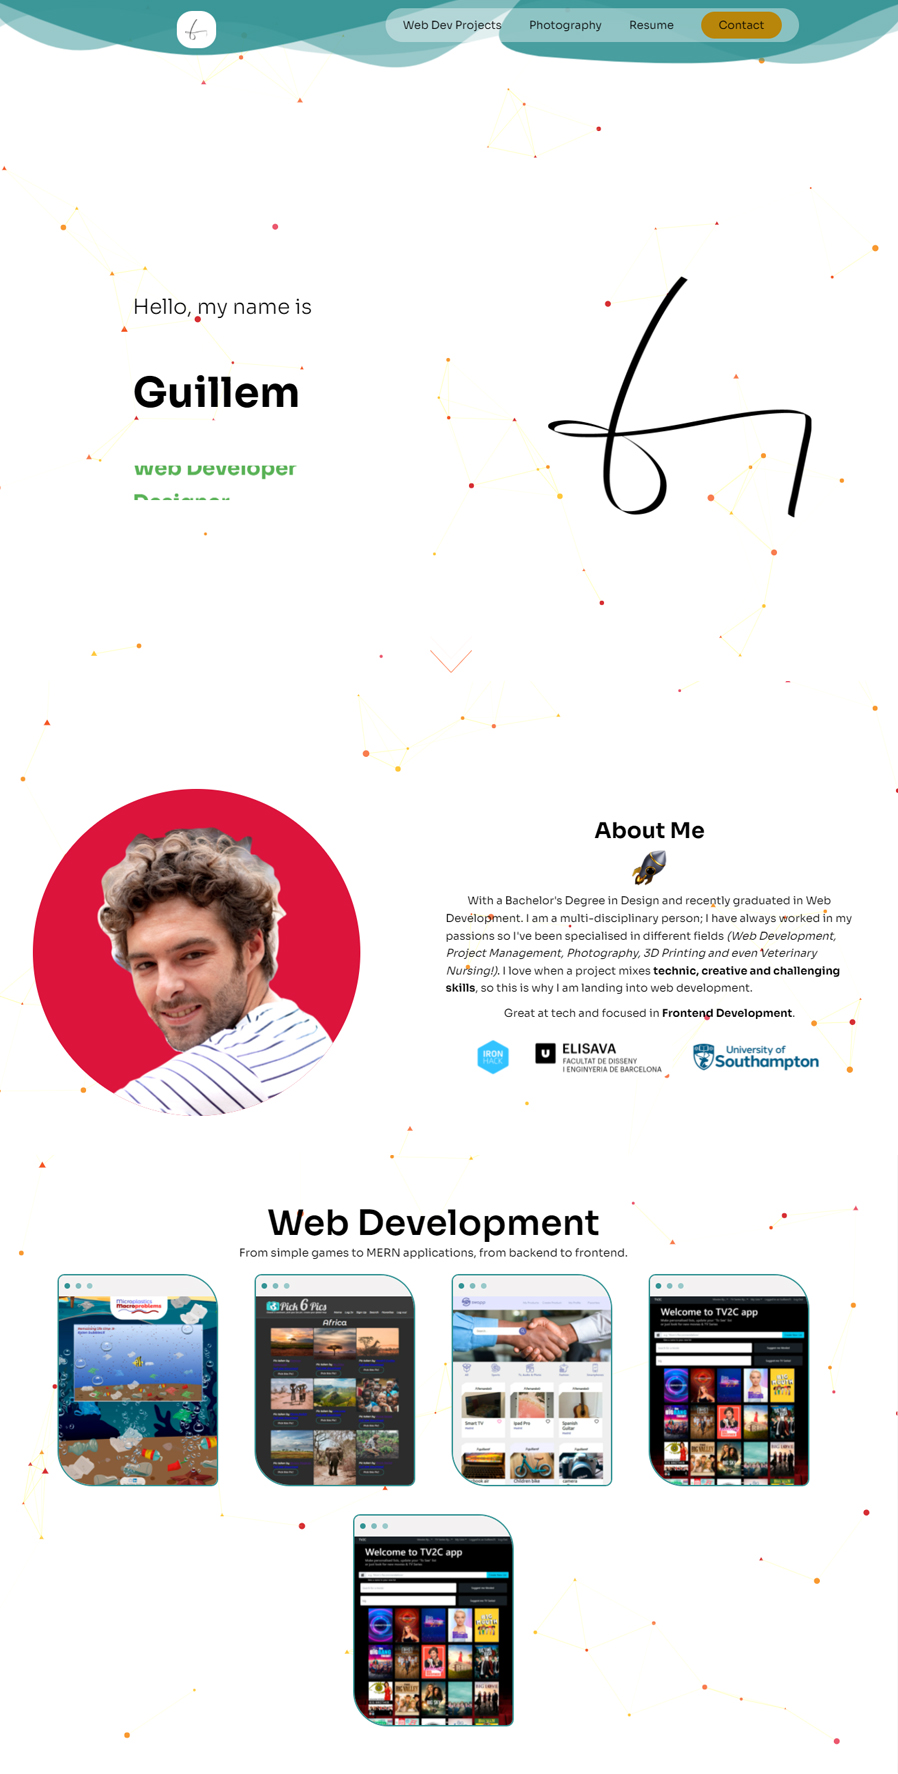 Web Dev Projects Photography Resume Contact
Hello, my name is
Guillem
Web Developer
Designer
About Me
With a Bachelor's Degree in Design and recently graduated in Web
Development. I am a multi-disciplinary person; I have always worked in my
passions so I've been specialised in different fields (Web Development,
Project Management, Photography, 3D Printing and even Veterinary
Nursing!). I love when a project mixes technic, creative and challenging
skills, so this is why I am landing into web development.
Great at tech and focused in Frontend Development.
IRON
HACK
ELISAVA
FACULTAT DE DISSENY
I ENGINYERIA DE BARCELONA
University of
Southampton
Web Development
From simple games to MERN applications, from backend to frontend.
Microplastics
Macroproblems
Pick 6 Pics
Africa
Smart TV
Ipad Pro
Spanish
Guitar
Welcome to TV2C app
Welcome to TV2C app